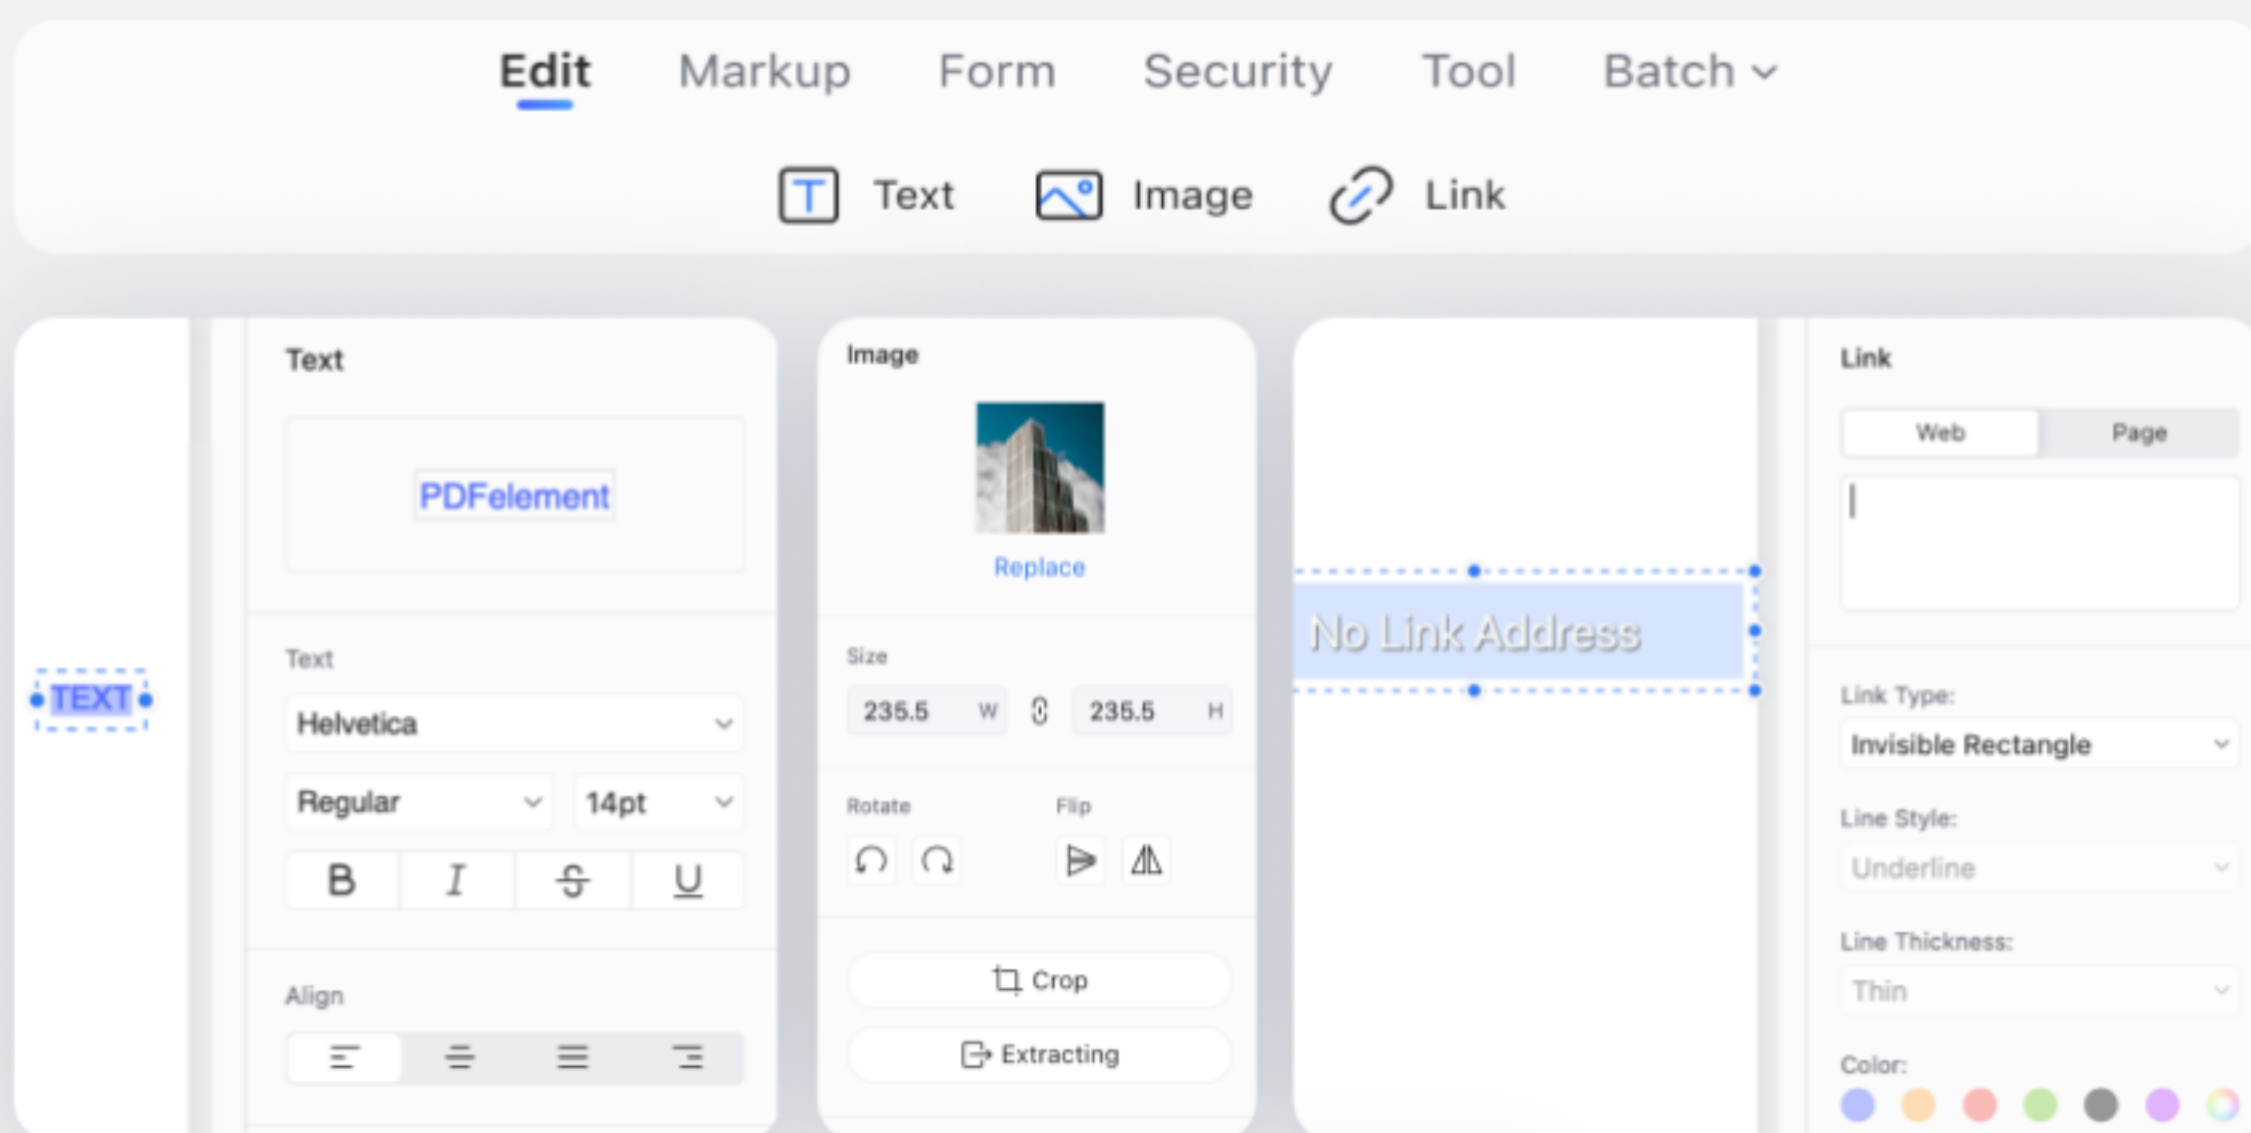 Edit Markup Form Security Tool Batch
Text Image Link
TEXT
Text
PDFelement
Text
Helvetica
Regular 14pt
B I S U
Align
Image
Replace
Size
235.5 W 235.5 H
Rotate Flip
Crop
Extracting
No Link Address
Link
Web Page
Link Type:
Invisible Rectangle
Line Style:
Underline
Line Thickness:
Thin
Color: